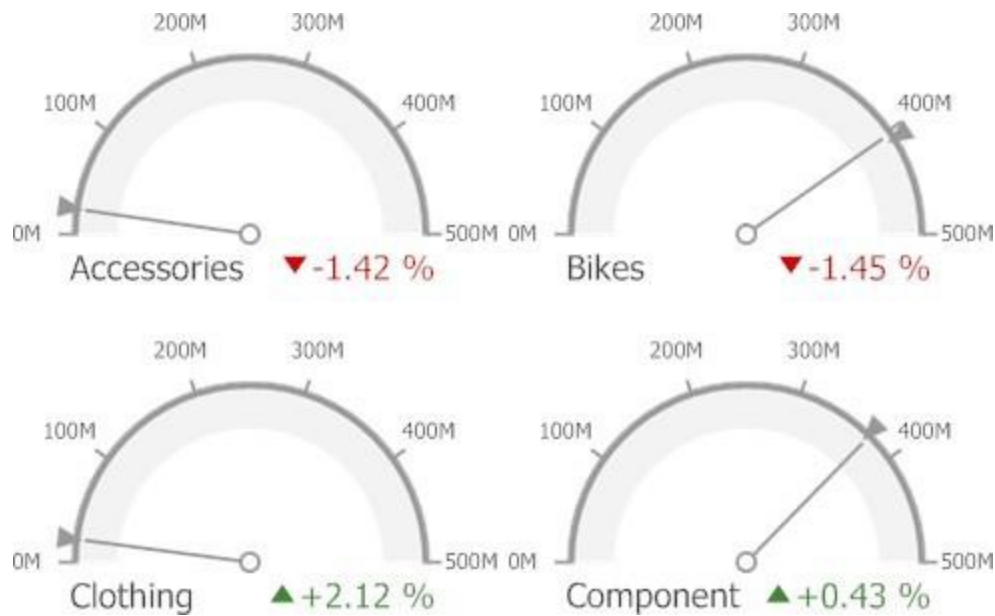 200M 300M
100M 400M
0M 500M
Accessories ▼-1.42 %
200M 300M
100M 400M
0M 500M
Bikes ▼-1.45 %
200M 300M
100M 400M
0M 500M
Clothing ▲+2.12 %
200M 300M
100M 400M
0M 500M
Component ▲+0.43 %